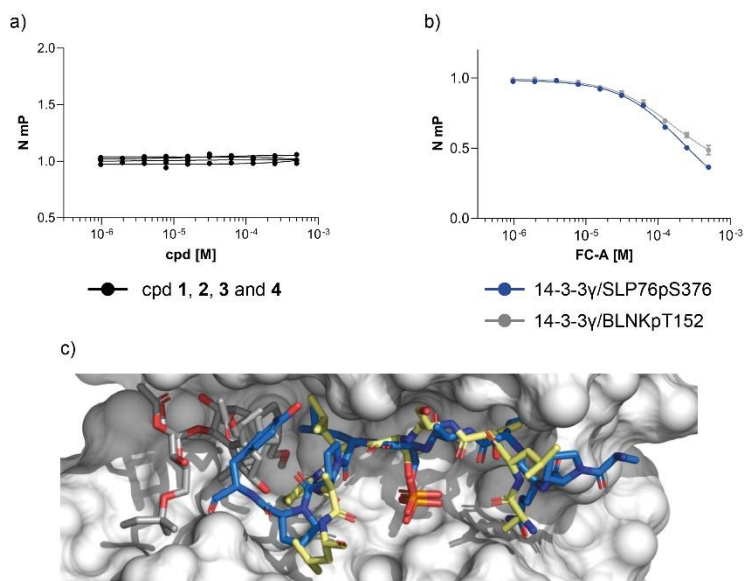 a)
2.0
1.5
1.0
0.5
N mP
10⁻⁶ 10⁻⁵ 10⁻⁴ 10⁻³
cpd [M]
cpd 1, 2, 3 and 4
b)
1.0
0.5
0.0
N mP
10⁻⁶ 10⁻⁵ 10⁻⁴ 10⁻³
FC-A [M]
14-3-3γ/SLP76pS376
14-3-3γ/BLNKpT152
c)